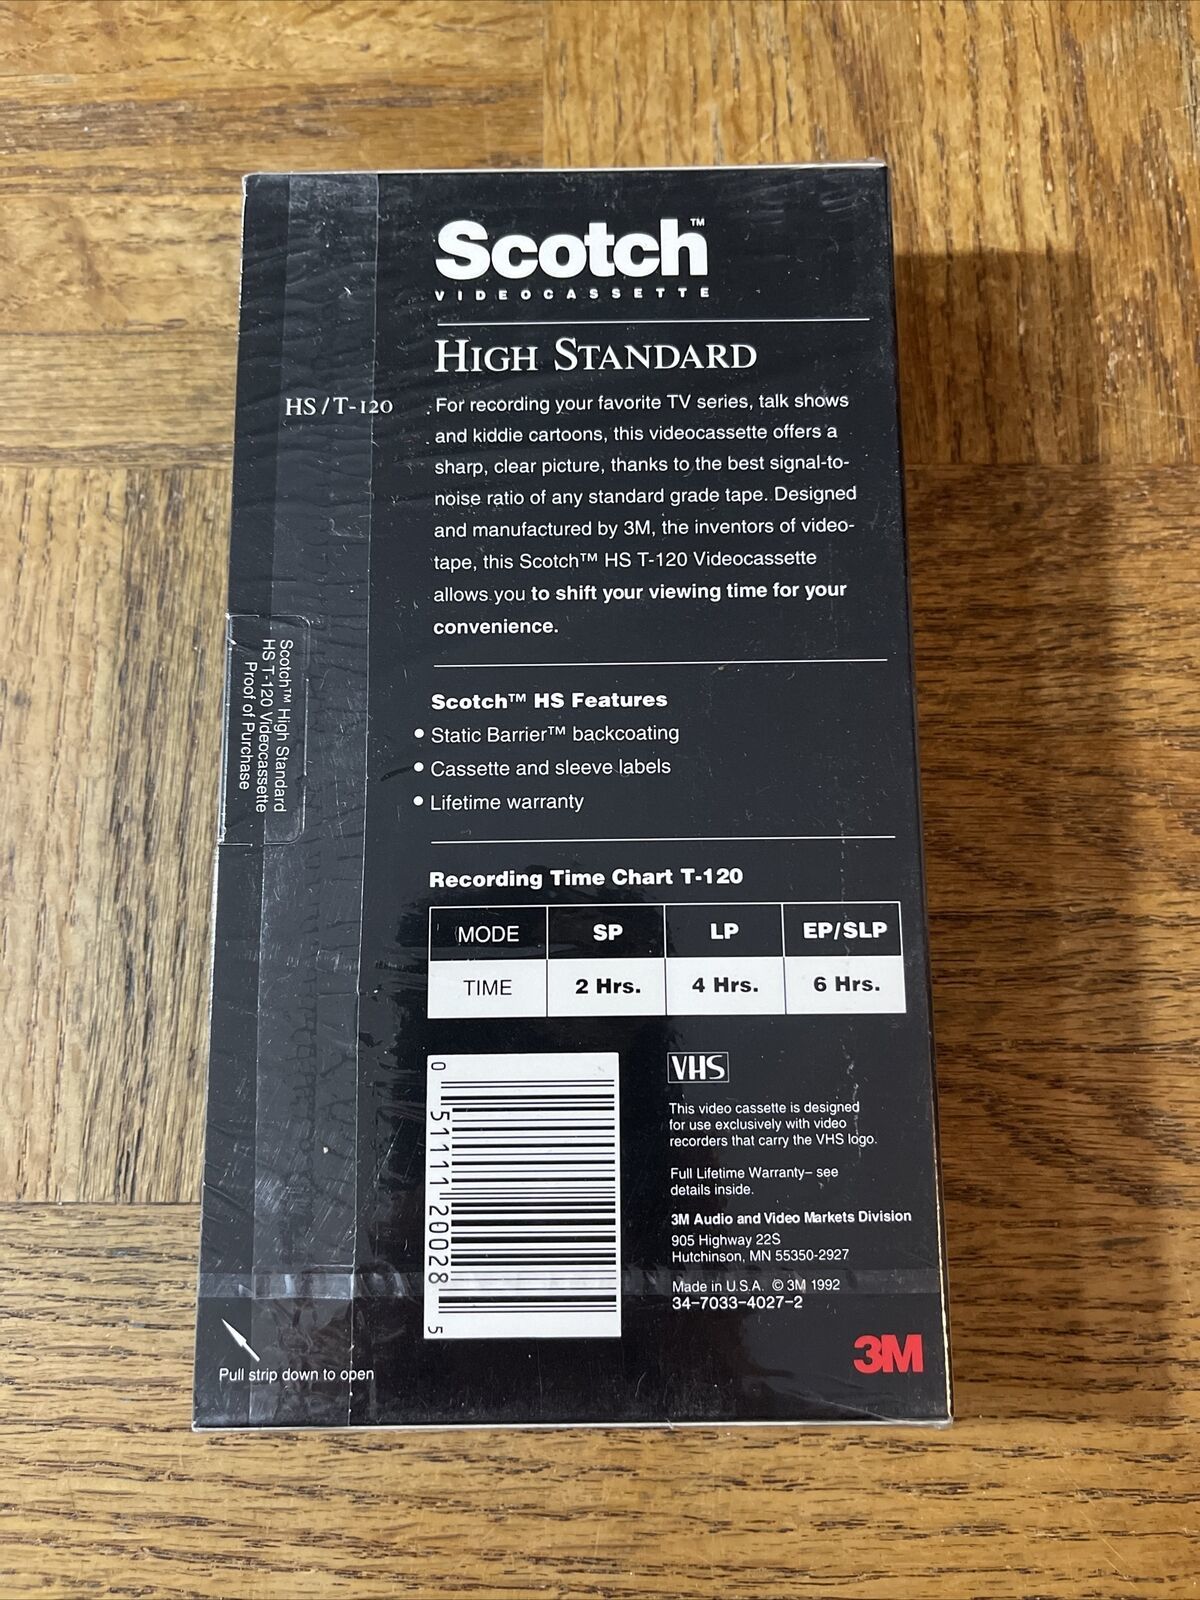 Scotch™
VIDEOCASSETTE
HIGH STANDARD
HS/T-120
For recording your favorite TV series, talk shows
and kiddie cartoons, this videocassette offers a
sharp, clear picture, thanks to the best signal-to-
noise ratio of any standard grade tape. Designed
and manufactured by 3M, the inventors of video-
tape, this Scotch™ HS T-120 Videocassette
allows you to shift your viewing time for your
convenience.
Scotch™ High Standard
HS T-120 Videocassette
Proof of Purchase
Scotch™ HS Features
• Static Barrier™ backcoating
• Cassette and sleeve labels
• Lifetime warranty
Recording Time Chart T-120
MODE SP LP EP/SLP
TIME 2 Hrs. 4 Hrs. 6 Hrs.
0 51111 20028 5
VHS
This video cassette is designed
for use exclusively with video
recorders that carry the VHS logo.
Full Lifetime Warranty– see
details inside.
3M Audio and Video Markets Division
905 Highway 22S
Hutchinson, MN 55350-2927
Made in U.S.A. © 3M 1992
34-7033-4027-2
3M
Pull strip down to open